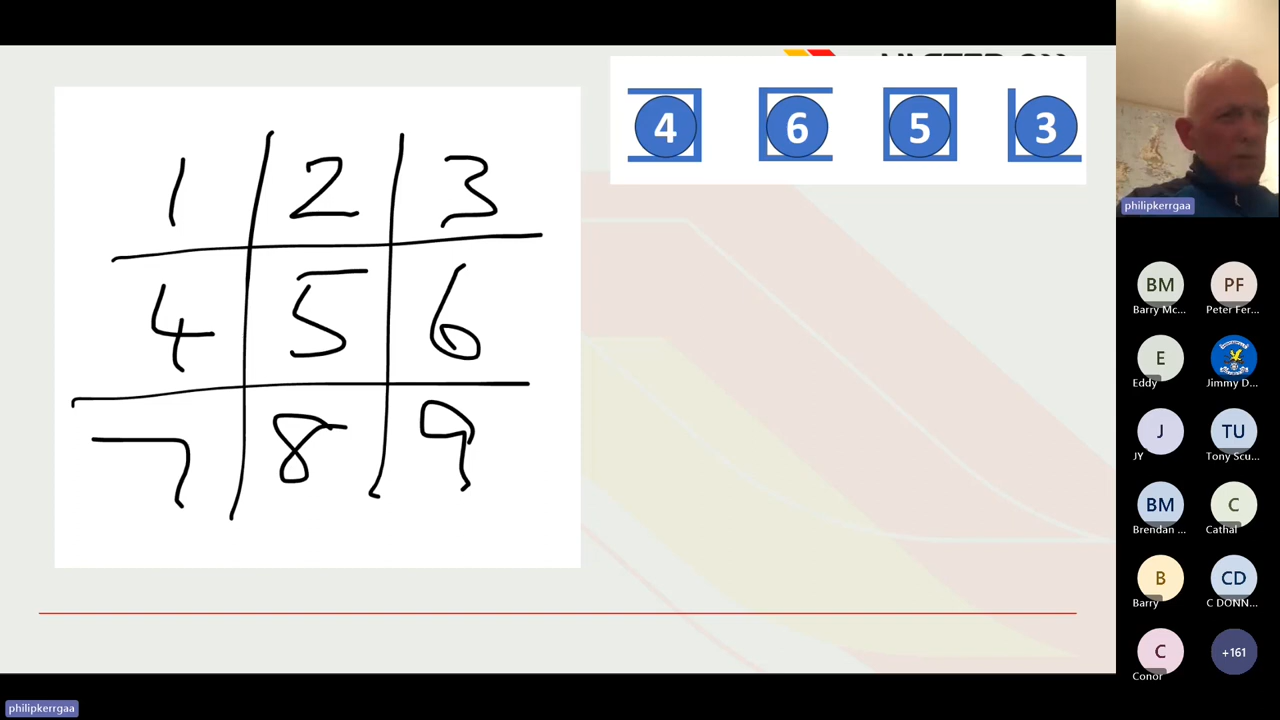 4 6 5 3
1 2 3
4 5 6
7 8 9
philipkerrgaa
BM PF
Barry Mc... Peter Fer...
E
Eddy Jimmy D...
J TU
JY Tony Scu...
BM C
Brendan ... Cathal
B CD
Barry C DONN...
C +161
Conor
philipkerrgaa